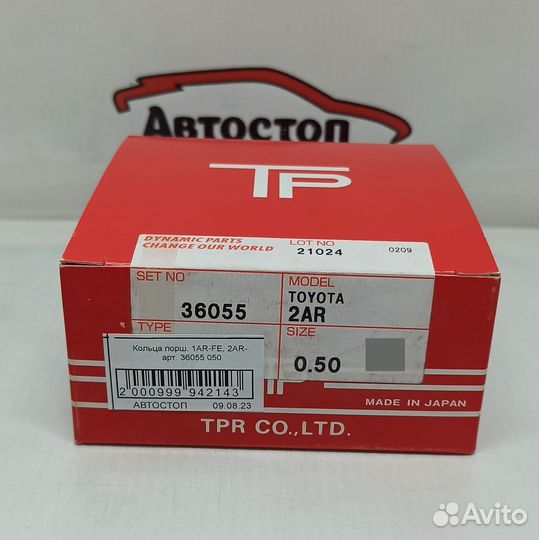 АВТОСТОП
TP
DYNAMIC PARTS
CHANGE OUR WORLD
LOT NO
21024
0209
SET NO
36055
MODEL
TOYOTA
2AR
TYPE
SIZE
0.50
Кольца порш. 1AR-FE, 2AR-
арт. 36055 050
2 000999 942143
АВТОСТОП 09.08.23
TP
MADE IN JAPAN
TPR CO.,LTD.
Avito